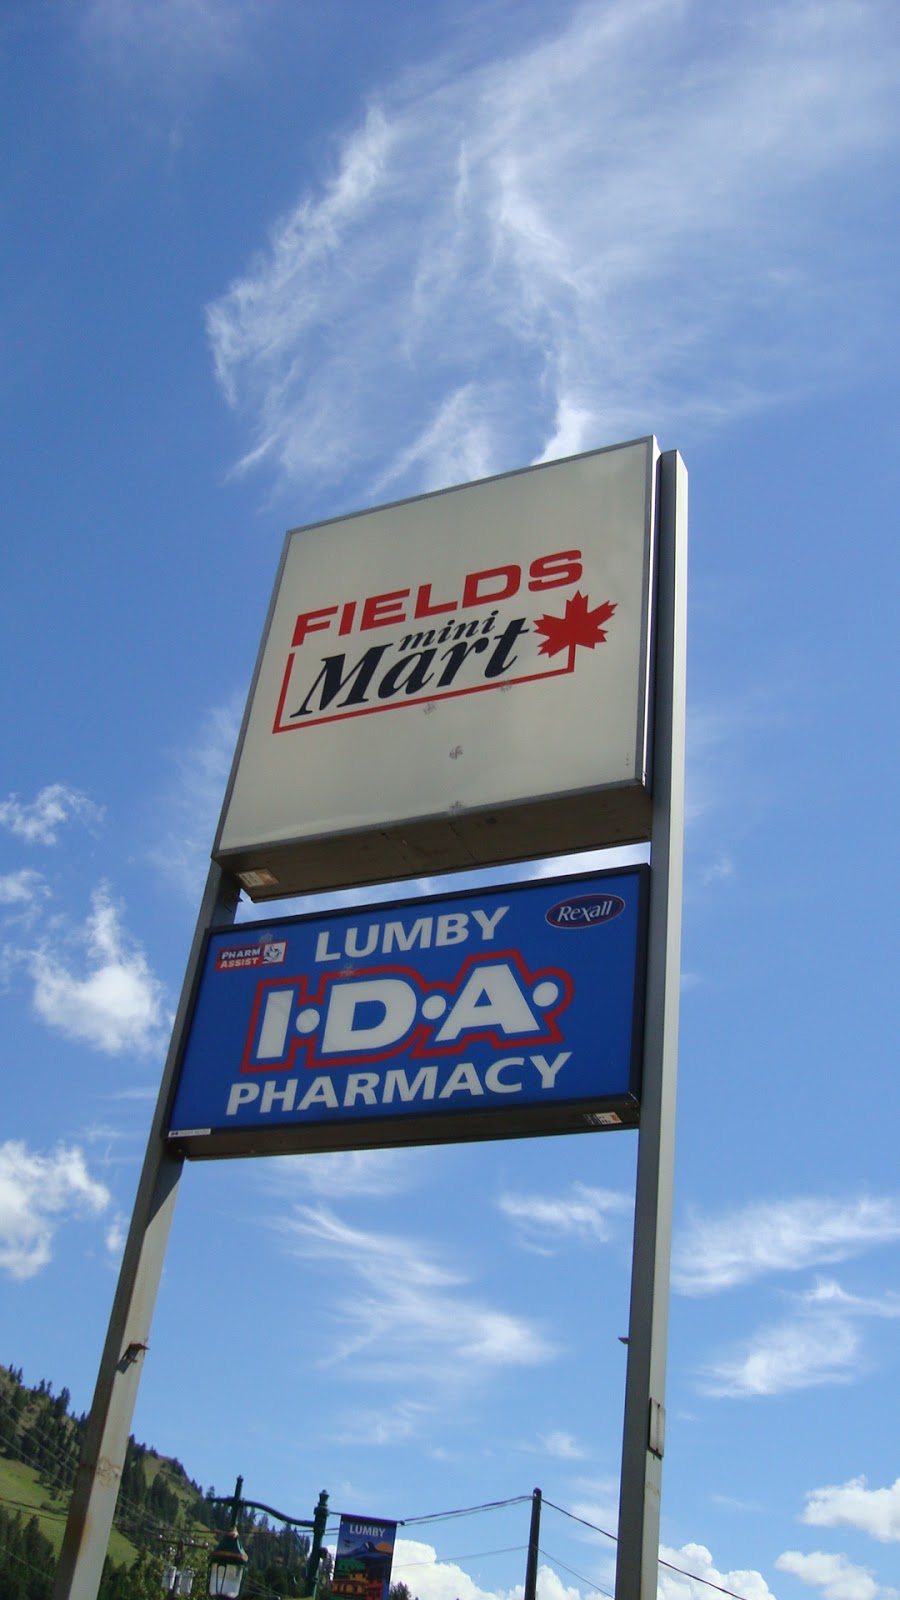 FIELDS
mini
Mart
LUMBY
Rexall
PHARM
ASSIST
I·D·A·
PHARMACY
LUMBY